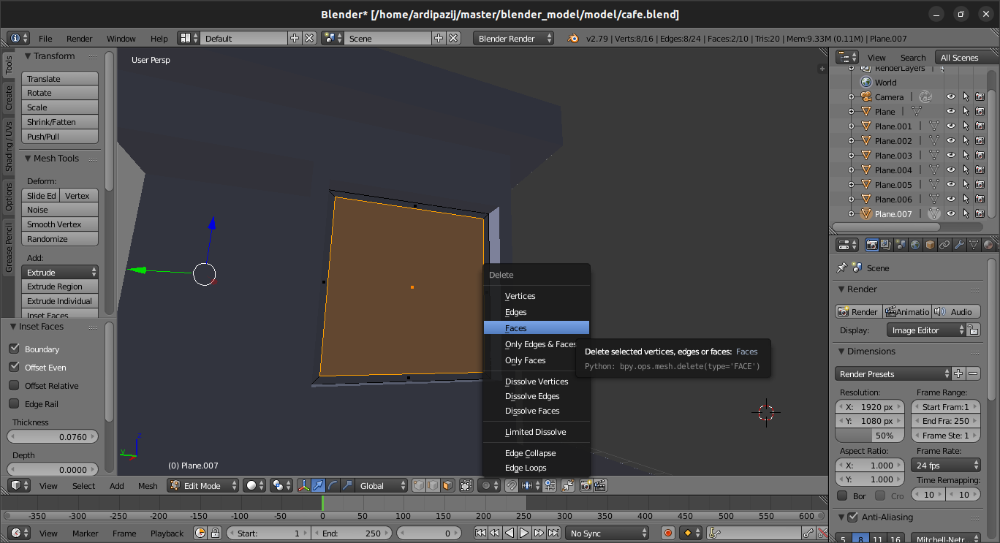 Blender* [/home/ardipazij/master/blender_model/model/cafe.blend]
File Render Window Help Default Scene Blender Render v2.79 | Verts:8/16 | Edges:8/24 | Faces:2/10 | Tris:20 | Mem:9.33M (0.11M) | Plane.007
Tools
Create
Shading / UVs
Options
Grease Pencil
Transform
Translate
Rotate
Scale
Shrink/Fatten
Push/Pull
Mesh Tools
Deform:
Slide Ed Vertex
Noise
Smooth Vertex
Randomize
Add:
Extrude
Extrude Region
Extrude Individual
Inset Faces
Inset Faces
Boundary
Offset Even
Offset Relative
Edge Rail
Thickness
0.0760
Depth
0.0000
User Persp
z
y
(0) Plane.007
Delete
Vertices
Edges
Faces
Only Edges & Faces
Only Faces
Dissolve Vertices
Dissolve Edges
Dissolve Faces
Limited Dissolve
Edge Collapse
Edge Loops
Delete selected vertices, edges or faces: Faces
Python: bpy.ops.mesh.delete(type='FACE')
View Select Add Mesh Edit Mode Global
-350 -300 -250 -200 -150 -100 -50 0 50 100 150 200 250 300 350 400 450 500 550 600
View Marker Frame Playback Start: 1 End: 250 0 No Sync
View Search All Scenes
RenderLayers
World
Camera
Plane
Plane.001
Plane.002
Plane.003
Plane.004
Plane.005
Plane.006
Plane.007
Scene
Render
Render Animatio Audio
Display: Image Editor
Dimensions
Render Presets
Resolution: Frame Range:
X: 1920 px Start Fram:1
Y: 1080 px End Fra: 250
50% Frame Ste: 1
Aspect Ratio: Frame Rate:
X: 1.000 24 fps
Y: 1.000 Time Remapping:
Bor Cro 10 10
Anti-Aliasing
5 8 11 16 Mitchell-Netr...